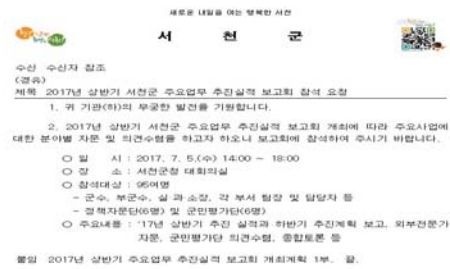 새로운 내일을 여는 행복한 서천
서 천 군
수신 수신자 참조
(경유)
제목 2017년 상반기 서천군 주요업무 추진실적 보고회 참석 요청
1. 귀 기관(하)의 무궁한 발전을 기원합니다.
2. 2017년 상반기 서천군 주요업무 추진실적 보고회 개최에 따라 주요사업에
대한 분야별 자문 및 의견수렴을 하고자 하오니 보고회에 참석하여 주시기 바랍니다.
○ 일 시 : 2017. 7. 5.(수) 14:00 ~ 18:00
○ 장 소 : 서천군청 대회의실
○ 참석대상 : 95여명
- 군수, 부군수, 실·과·소장, 각 부서 팀장 및 담당자 등
- 정책자문단(6명) 및 군민평가단(6명)
○ 주요내용 : '17년 상반기 추진 실적과 하반기 추진계획 보고, 외부전문가
자문, 군민평가단 의견수렴, 종합토론 등
붙임 2017년 상반기 주요업무 추진실적 보고회 개최계획 1부. 끝.